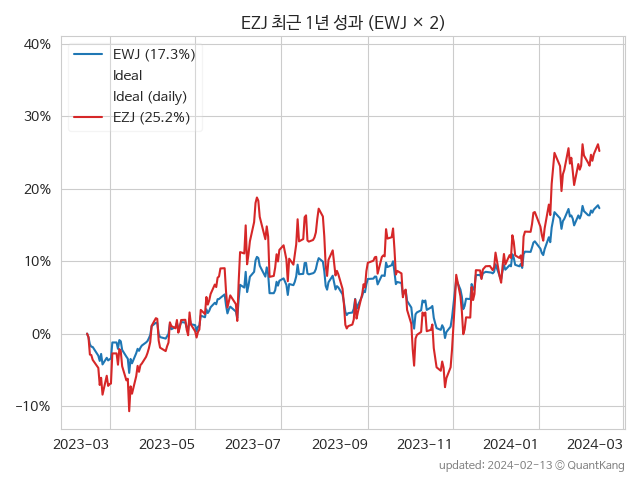 EZJ 최근 1년 성과 (EWJ × 2)
EWJ (17.3%)
Ideal
Ideal (daily)
EZJ (25.2%)
40%
30%
20%
10%
0%
−10%
2023-03 2023-05 2023-07 2023-09 2023-11 2024-01 2024-03
updated: 2024-02-13 © QuantKang